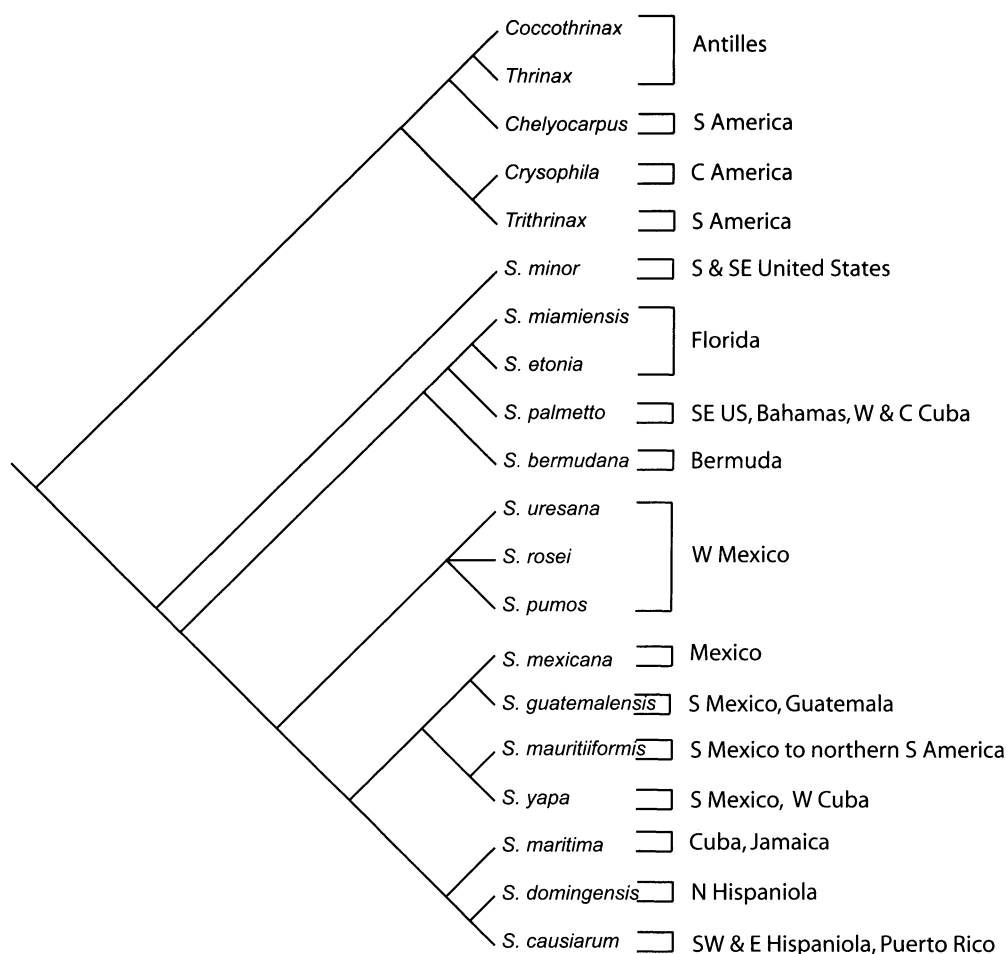 Coccothrinax
Antilles
Thrinax
Chelyocarpus S America
Crysophila C America
Trithrinax S America
S. minor S & SE United States
S. miamiensis
Florida
S. etonia
S. palmetto SE US, Bahamas, W & C Cuba
S. bermudana Bermuda
S. uresana
S. rosei W Mexico
S. pumos
S. mexicana Mexico
S. guatemalensis S Mexico, Guatemala
S. mauritiiformis S Mexico to northern S America
S. yapa S Mexico, W Cuba
S. maritima Cuba, Jamaica
S. domingensis N Hispaniola
S. causiarum SW & E Hispaniola, Puerto Rico